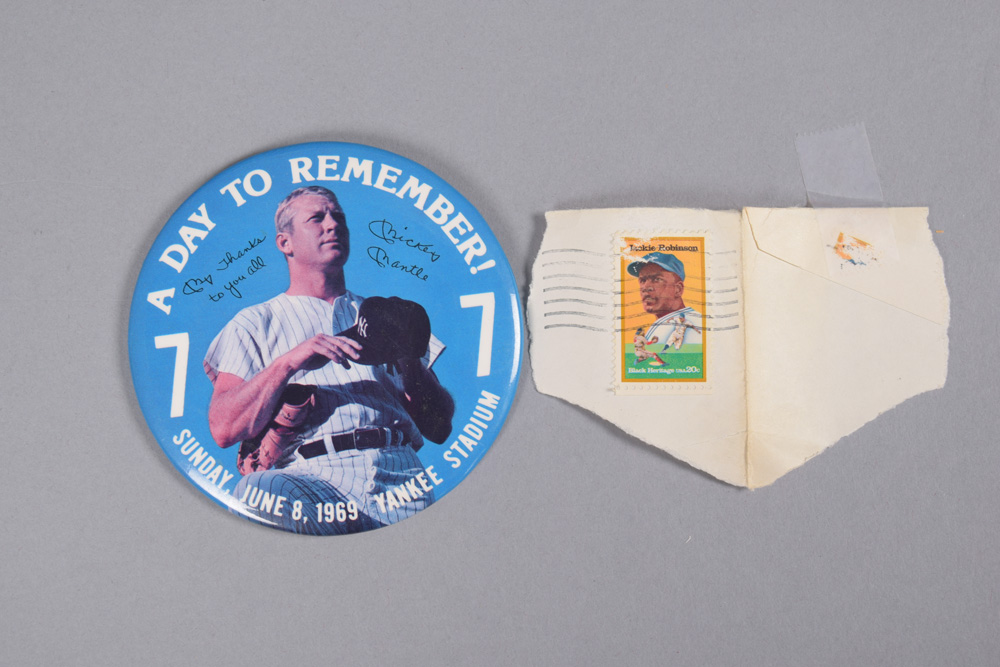 A DAY TO REMEMBER!
My Thanks
to you all
Mickey
Mantle
NY
7
7
SUNDAY, JUNE 8, 1969 YANKEE STADIUM
Jackie Robinson
Black Heritage USA 20c